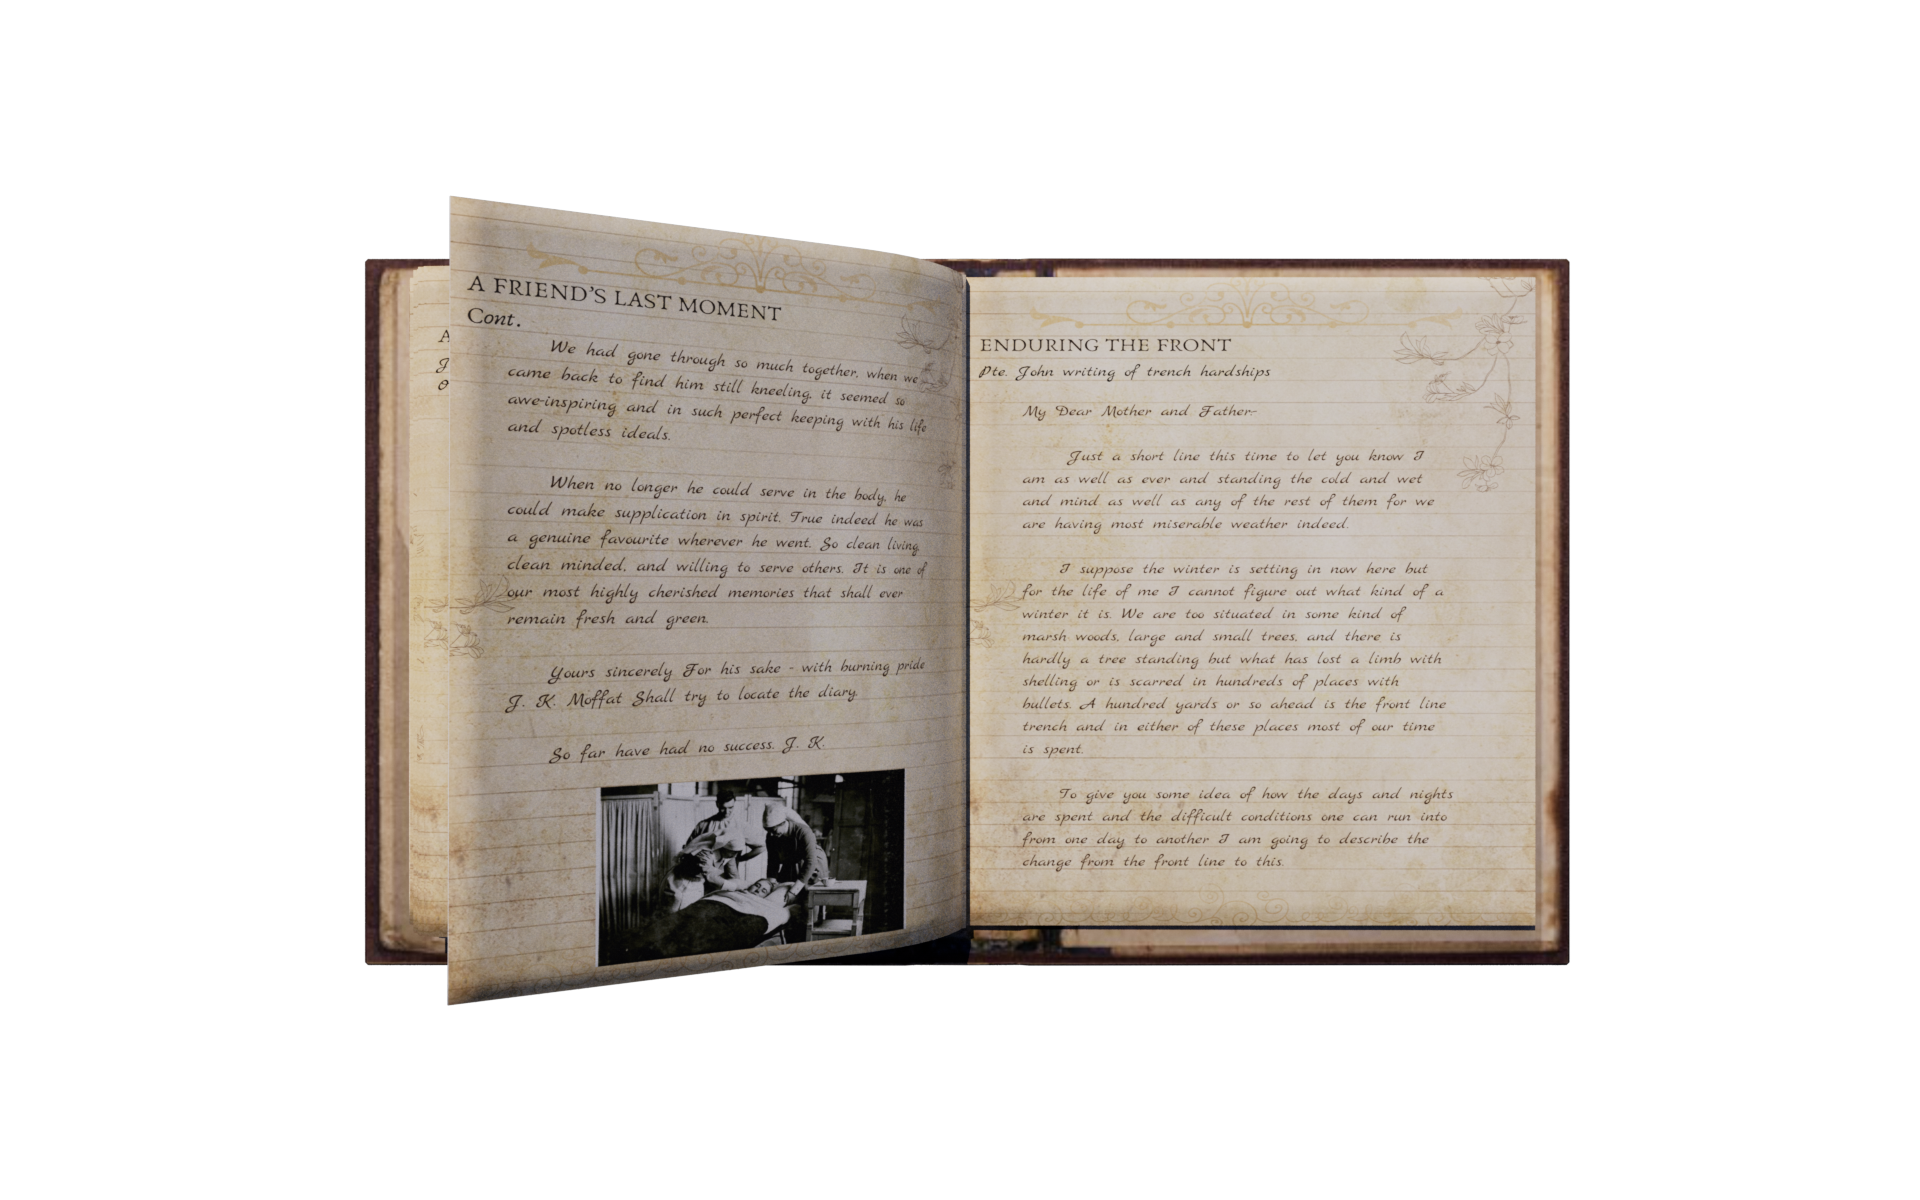 A
J
O
A FRIEND'S LAST MOMENT
Cont.
We had gone through so much together, when we
came back to find him still kneeling, it seemed so
awe-inspiring and in such perfect keeping with his life
and spotless ideals.
When no longer he could serve in the body, he
could make supplication in spirit. True indeed he was
a genuine favourite wherever he went. So clean living,
clean minded, and willing to serve others. It is one of
our most highly cherished memories that shall ever
remain fresh and green.
Yours sincerely For his sake - with burning pride
J. K. Moffat Shall try to locate the diary.
So far have had no success. J. K.
ENDURING THE FRONT
Pte. John writing of trench hardships
My Dear Mother and Father:-
Just a short line this time to let you know I
am as well as ever and standing the cold and wet
and mind as well as any of the rest of them for we
are having most miserable weather indeed.
I suppose the winter is setting in now here but
for the life of me I cannot figure out what kind of a
winter it is. We are too situated in some kind of
marsh woods, large and small trees, and there is
hardly a tree standing but what has lost a limb with
shelling or is scarred in hundreds of places with
bullets. A hundred yards or so ahead is the front line
trench and in either of these places most of our time
is spent.
To give you some idea of how the days and nights
are spent and the difficult conditions one can run into
from one day to another I am going to describe the
change from the front line to this.